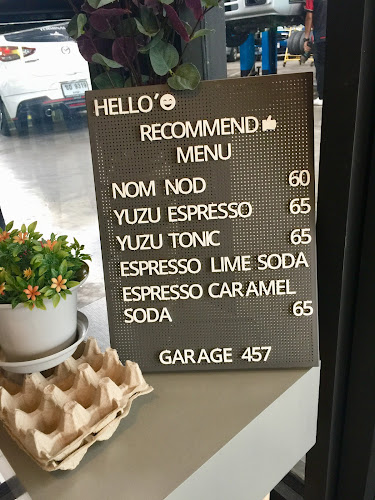 HELLO'😃
RECOMMEND👍
MENU
NOM NOD 60
YUZU ESPRESSO 65
YUZU TONIC 65
ESPRESSO LIME SODA
ESPRESSO CARAMEL
SODA 65
GARAGE 457